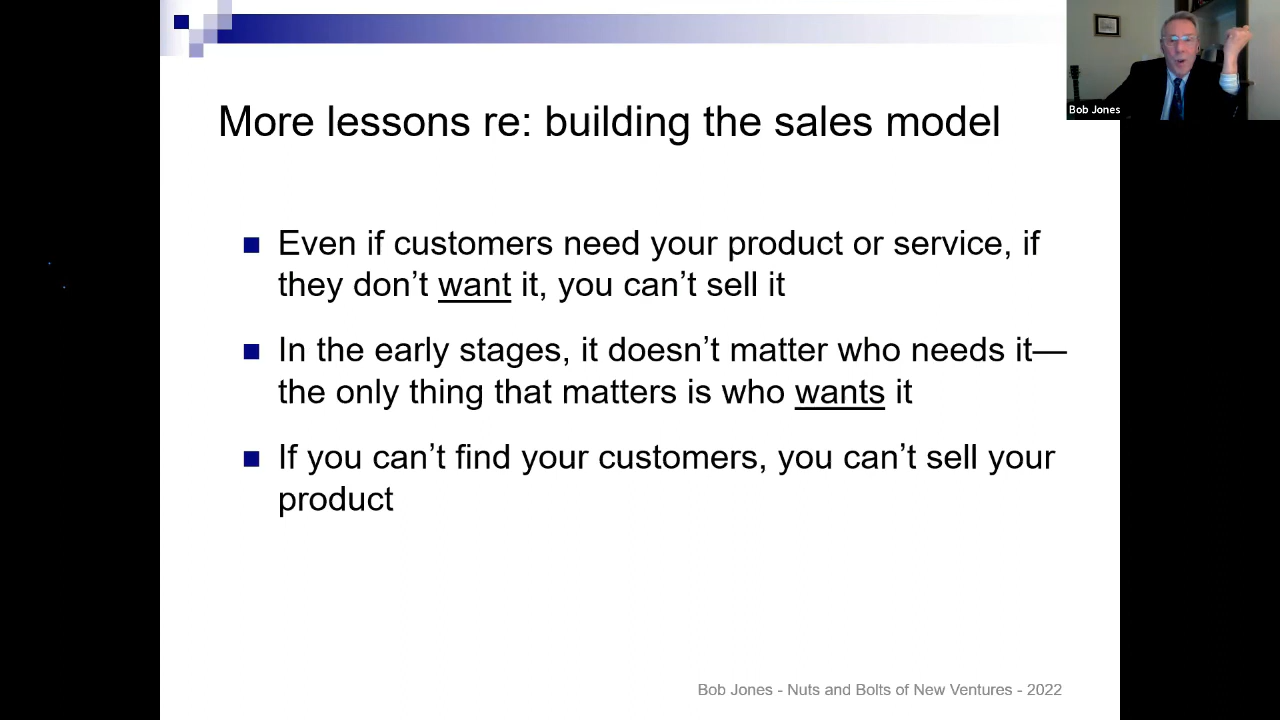 More lessons re: building the sales model
Even if customers need your product or service, if
they don’t want it, you can’t sell it
In the early stages, it doesn’t matter who needs it—
the only thing that matters is who wants it
If you can’t find your customers, you can’t sell your
product
Bob Jones - Nuts and Bolts of New Ventures - 2022
Bob Jones